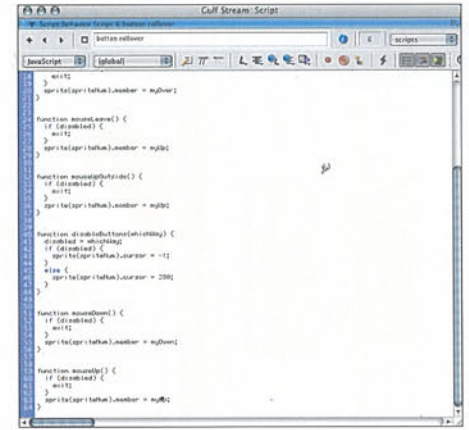 Gulf Stream: Script
Script Behavior Script 6 button rollover
button rollover
6
scripts
JavaScript
[global]
exit;
}
sprite(spriteNum).member = myOver;
}
function mouseLeave() {
if (disabled) {
exit;
}
sprite(spriteNum).member = myUp;
}
function mouseUpOutside() {
if (disabled) {
exit;
}
sprite(spriteNum).member = myUp;
}
function disableButtons(whichWay) {
disabled = whichWay;
if (disabled) {
sprite(spriteNum).cursor = -1;
}
else {
sprite(spriteNum).cursor = 280;
}
}
function mouseDown() {
if (disabled) {
exit;
}
sprite(spriteNum).member = myDown;
}
function mouseUp() {
if (disabled) {
exit;
}
sprite(spriteNum).member = myUp;
}